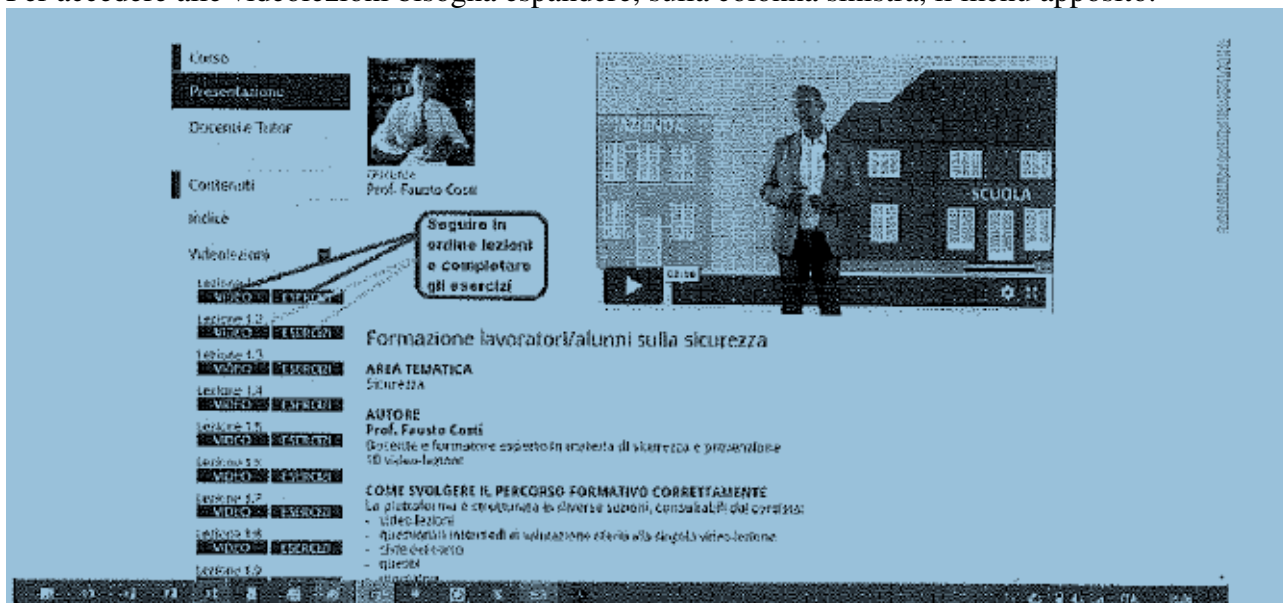 Per accedere alle videolezioni bisogna espandere, sulla colonna sinistra, il menù apposito.
Corso
Presentazione
Docenti e Tutor
Contenuti
Indice
Videolezioni
Lezione
VIDEO ESERCIZI
Lezione 1.2
VIDEO ESERCIZI
Lezione 1.3
VIDEO ESERCIZI
Lezione 1.4
VIDEO ESERCIZI
Lezione 1.5
VIDEO ESERCIZI
Lezione
VIDEO ESERCIZI
Lezione 1.7
VIDEO ESERCIZI
Lezione 1.8
VIDEO ESERCIZI
Lezione 1.9
Prof. Fausto Costi
Seguire in
ordine lezioni
e completare
gli esercizi
AZIENDA
SCUOLA
Formazione lavoratori/alunni sulla sicurezza
AREA TEMATICA
Sicurezza
AUTORE
Prof. Fausto Costi
Docente e formatore esperto in materia di sicurezza e prevenzione
video-lezioni
COME SVOLGERE IL PERCORSO FORMATIVO CORRETTAMENTE
La piattaforma è strutturata in diverse sezioni, consultabili dal corsista:
- video-lezioni
- questionari intermedi di valutazione riferiti alla singola video-lezione
- quesiti
ITA